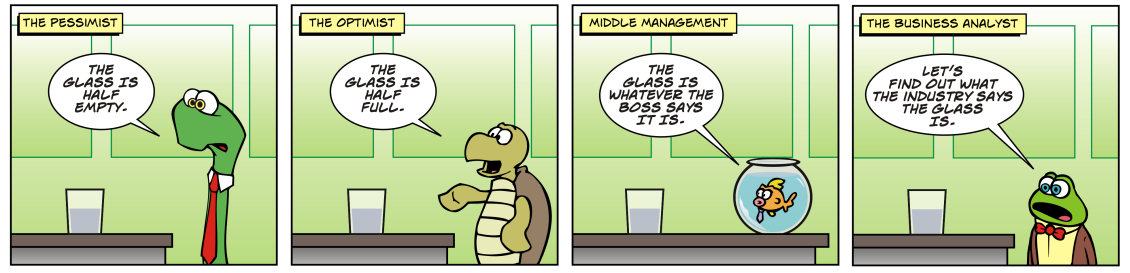 THE PESSIMIST
THE
GLASS IS
HALF
EMPTY.
THE OPTIMIST
THE
GLASS IS
HALF
FULL.
MIDDLE MANAGEMENT
THE
GLASS IS
WHATEVER THE
BOSS SAYS
IT IS.
THE BUSINESS ANALYST
LET'S
FIND OUT WHAT
THE INDUSTRY SAYS
THE GLASS
IS.